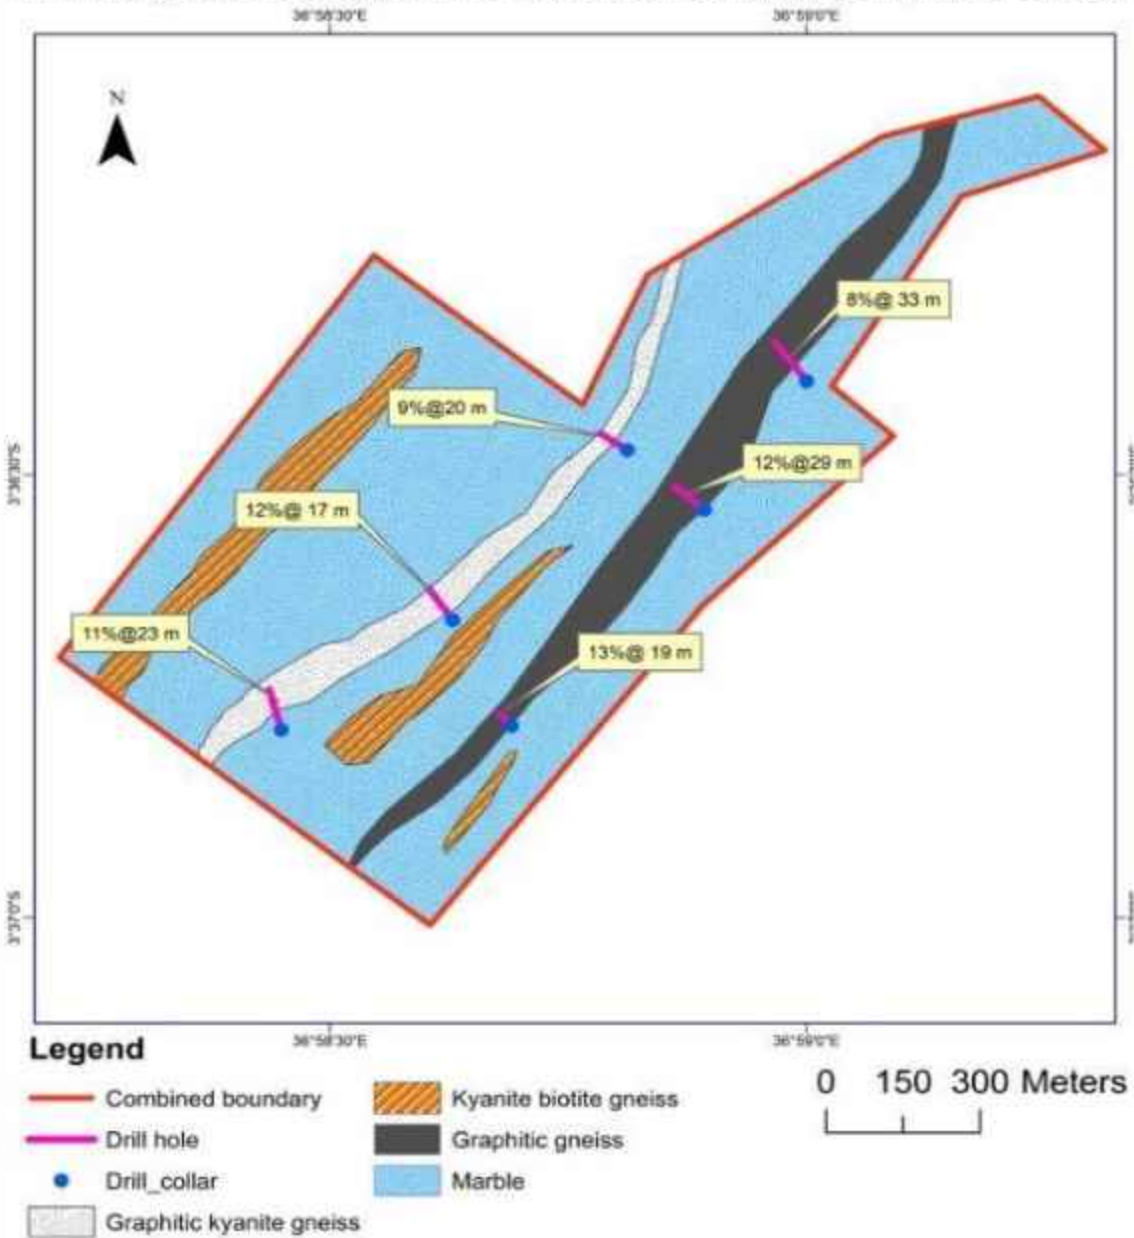 36°58'30"E 36°59'0"E
N
8%@ 33 m
9%@20 m
3°36'30"S
12%@29 m
12%@ 17 m
11%@23 m
13%@ 19 m
3°37'0"S
36°58'30"E 36°59'0"E
Legend
0 150 300 Meters
Combined boundary
Kyanite biotite gneiss
Drill hole
Graphitic gneiss
Drill_collar
Marble
Graphitic kyanite gneiss